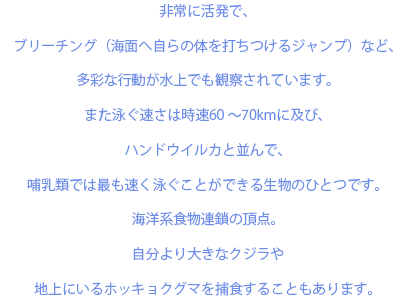 非常に活発で、
ブリーチング（海面へ自らの体を打ちつけるジャンプ）など、
多彩な行動が水上でも観察されています。
また泳ぐ速さは時速60 ～70kmに及び、
ハンドウイルカと並んで、
哺乳類では最も速く泳ぐことができる生物のひとつです。
海洋系食物連鎖の頂点。
自分より大きなクジラや
地上にいるホッキョクグマを捕食することもあります。